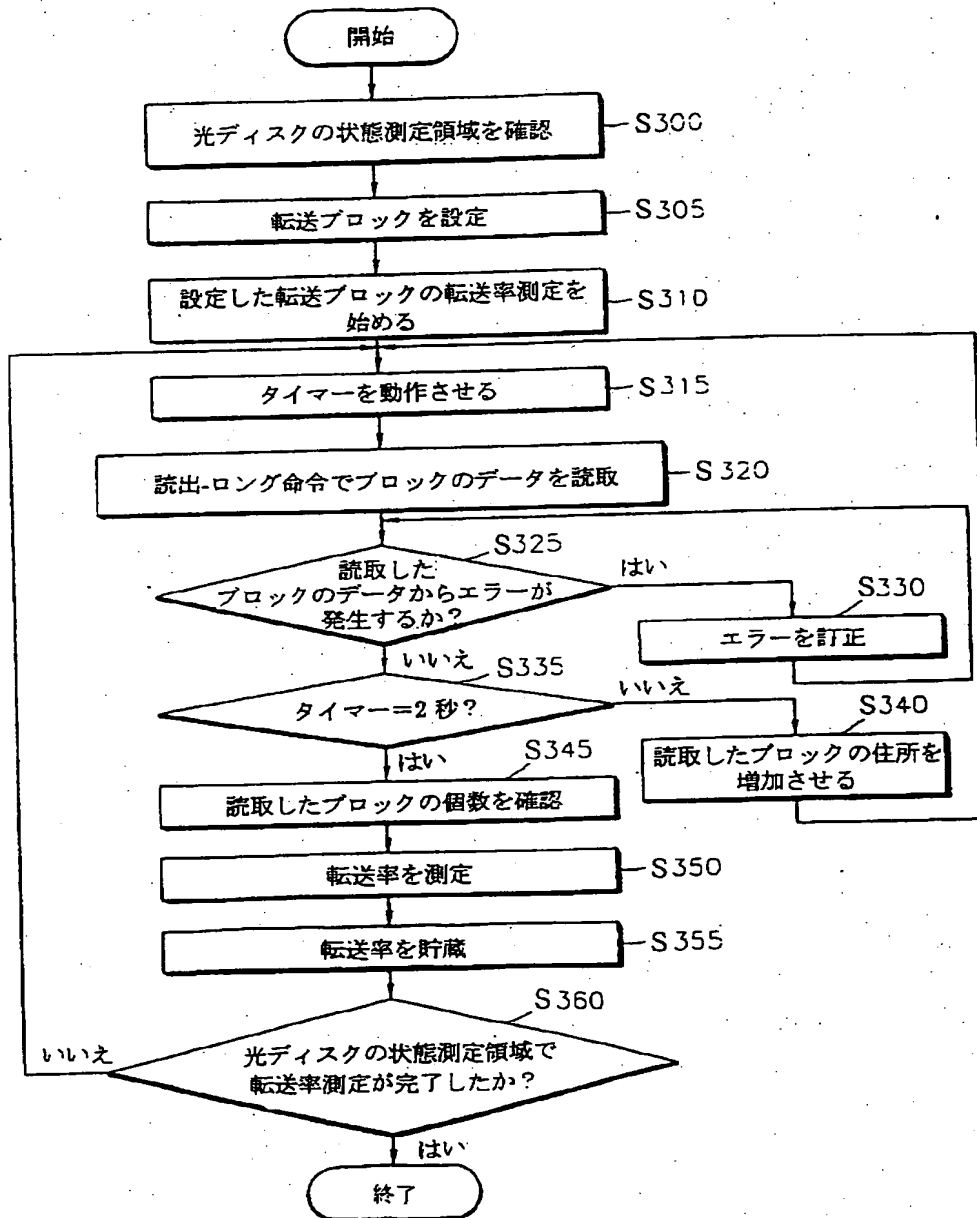 開始
光ディスクの状態測定領域を確認
S300
転送ブロックを設定
S305
設定した転送ブロックの転送率測定を
始める
S310
タイマーを動作させる
S315
読出-ロング命令でブロックのデータを読取
S320
S325
読取した
ブロックのデータからエラーが
発生するか?
はい
S330
エラーを訂正
いいえ
S335
タイマー=2秒?
いいえ
S340
読取したブロックの住所を
増加させる
はい
S345
読取したブロックの個数を確認
転送率を測定
S350
転送率を貯蔵
S355
S360
いいえ
光ディスクの状態測定領域で
転送率測定が完了したか?
はい
終了